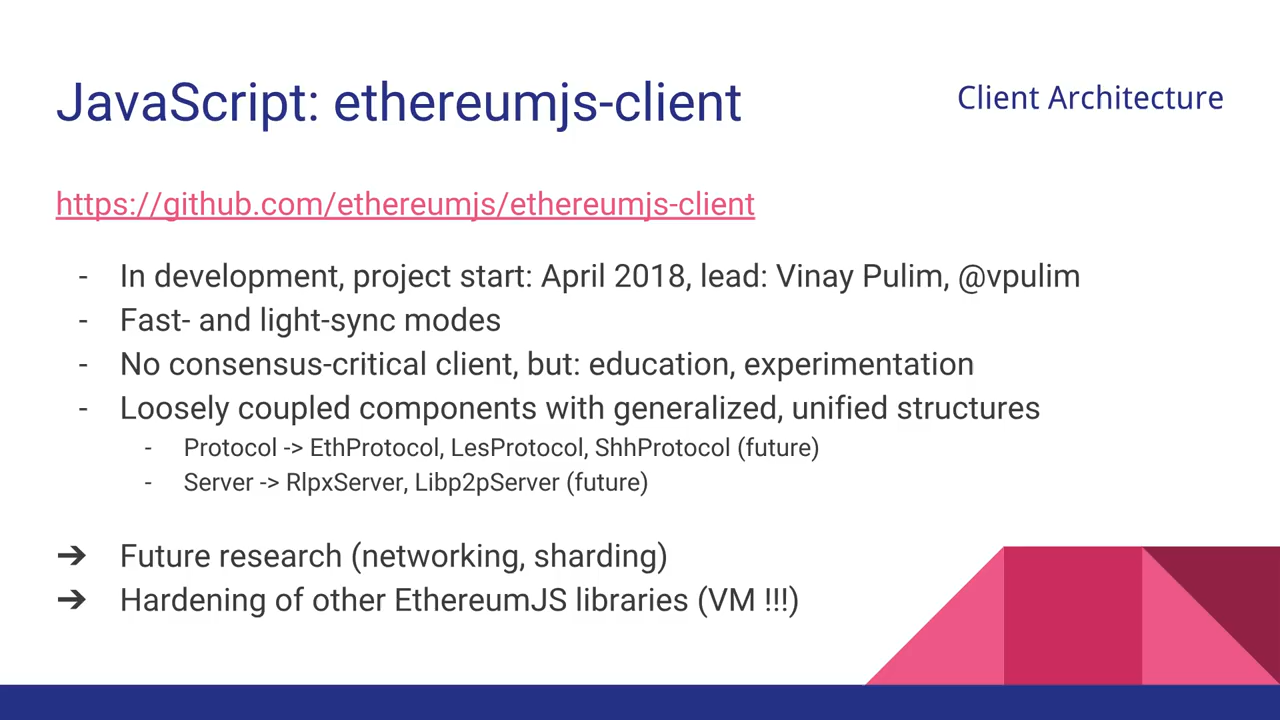 JavaScript: ethereumjs-client
Client Architecture
https://github.com/ethereumjs/ethereumjs-client
- In development, project start: April 2018, lead: Vinay Pulim, @vpulim
- Fast- and light-sync modes
- No consensus-critical client, but: education, experimentation
- Loosely coupled components with generalized, unified structures
- Protocol -> EthProtocol, LesProtocol, ShhProtocol (future)
- Server -> RlpxServer, Libp2pServer (future)
➔ Future research (networking, sharding)
➔ Hardening of other EthereumJS libraries (VM !!!)